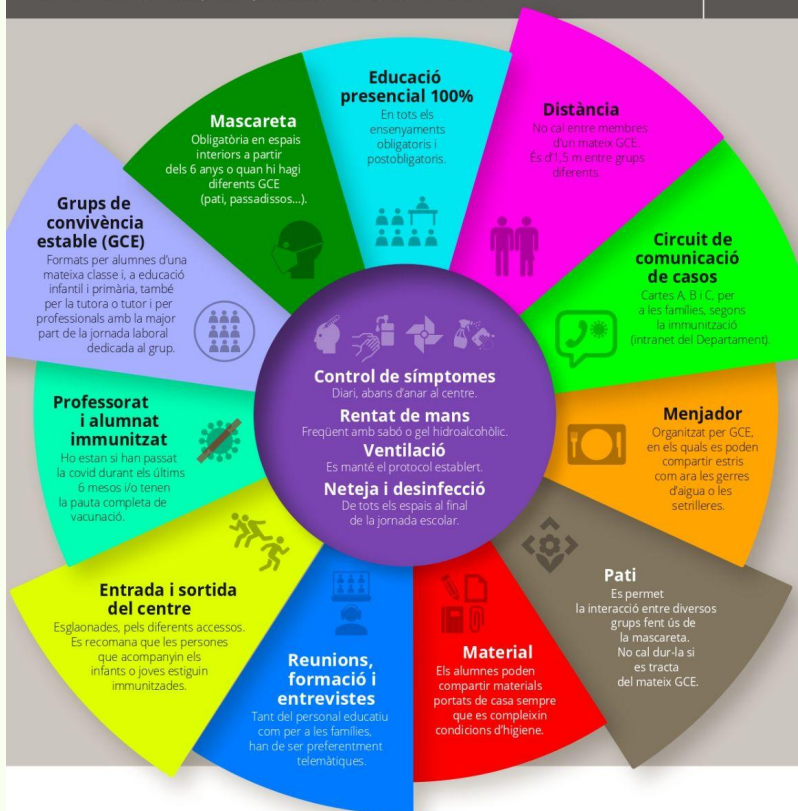 Educació
presencial 100%
En tots els
ensenyaments
obligatoris i
postobligatoris.
Distància
No cal entre membres
d'un mateix GCE.
És d'1,5 m entre grups
diferents.
Circuit de
comunicació
de casos
Cartes A, B i C, per
a les famílies, segons
la immunització
(intranet del Departament).
Menjador
Organitzat per GCE,
en els quals es poden
compartir estris
com ara les gerres
d'aigua o les
setrilleres.
Pati
Es permet
la interacció entre diversos
grups fent ús de
la mascareta.
No cal dur-la si
es tracta
del mateix GCE.
Material
Els alumnes poden
compartir materials
portats de casa sempre
que es compleixin
condicions d'higiene.
Reunions,
formació i
entrevistes
Tant del personal educatiu
com per a les famílies,
han de ser preferentment
telemàtiques.
Entrada i sortida
del centre
Esglaonades, pels diferents accessos.
Es recomana que les persones
que acompanyin els
infants o joves estiguin
immunitzades.
Professorat
i alumnat
immunitzat
Ho estan si han passat
la covid durant els últims
6 mesos i/o tenen
la pauta completa de
vacunació.
Grups de
convivència
estable (GCE)
Formats per alumnes d'una
mateixa classe i, a educació
infantil i primària, també
per la tutora o tutor i per
professionals amb la major
part de la jornada laboral
dedicada al grup.
Mascareta
Obligatòria en espais
interiors a partir
dels 6 anys o quan hi hagi
diferents GCE
(pati, passadissos...).
Control de símptomes
Diari, abans d'anar al centre.
Rentat de mans
Freqüent amb sabó o gel hidroalcohòlic.
Ventilació
Es manté el protocol establert.
Neteja i desinfecció
De tots els espais al final
de la jornada escolar.